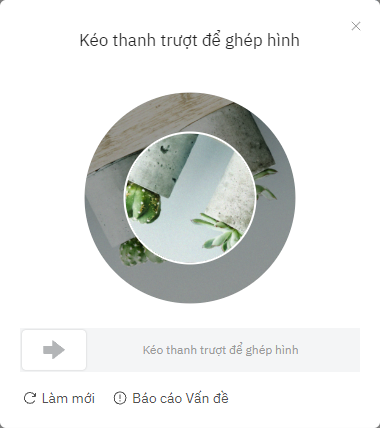 Kéo thanh trượt để ghép hình
Kéo thanh trượt để ghép hình
Làm mới
Báo cáo Vấn đề